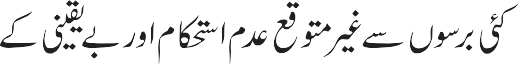 کئی برسوں سے غیر متوقع عدم استحکام اور بے یقینی کے